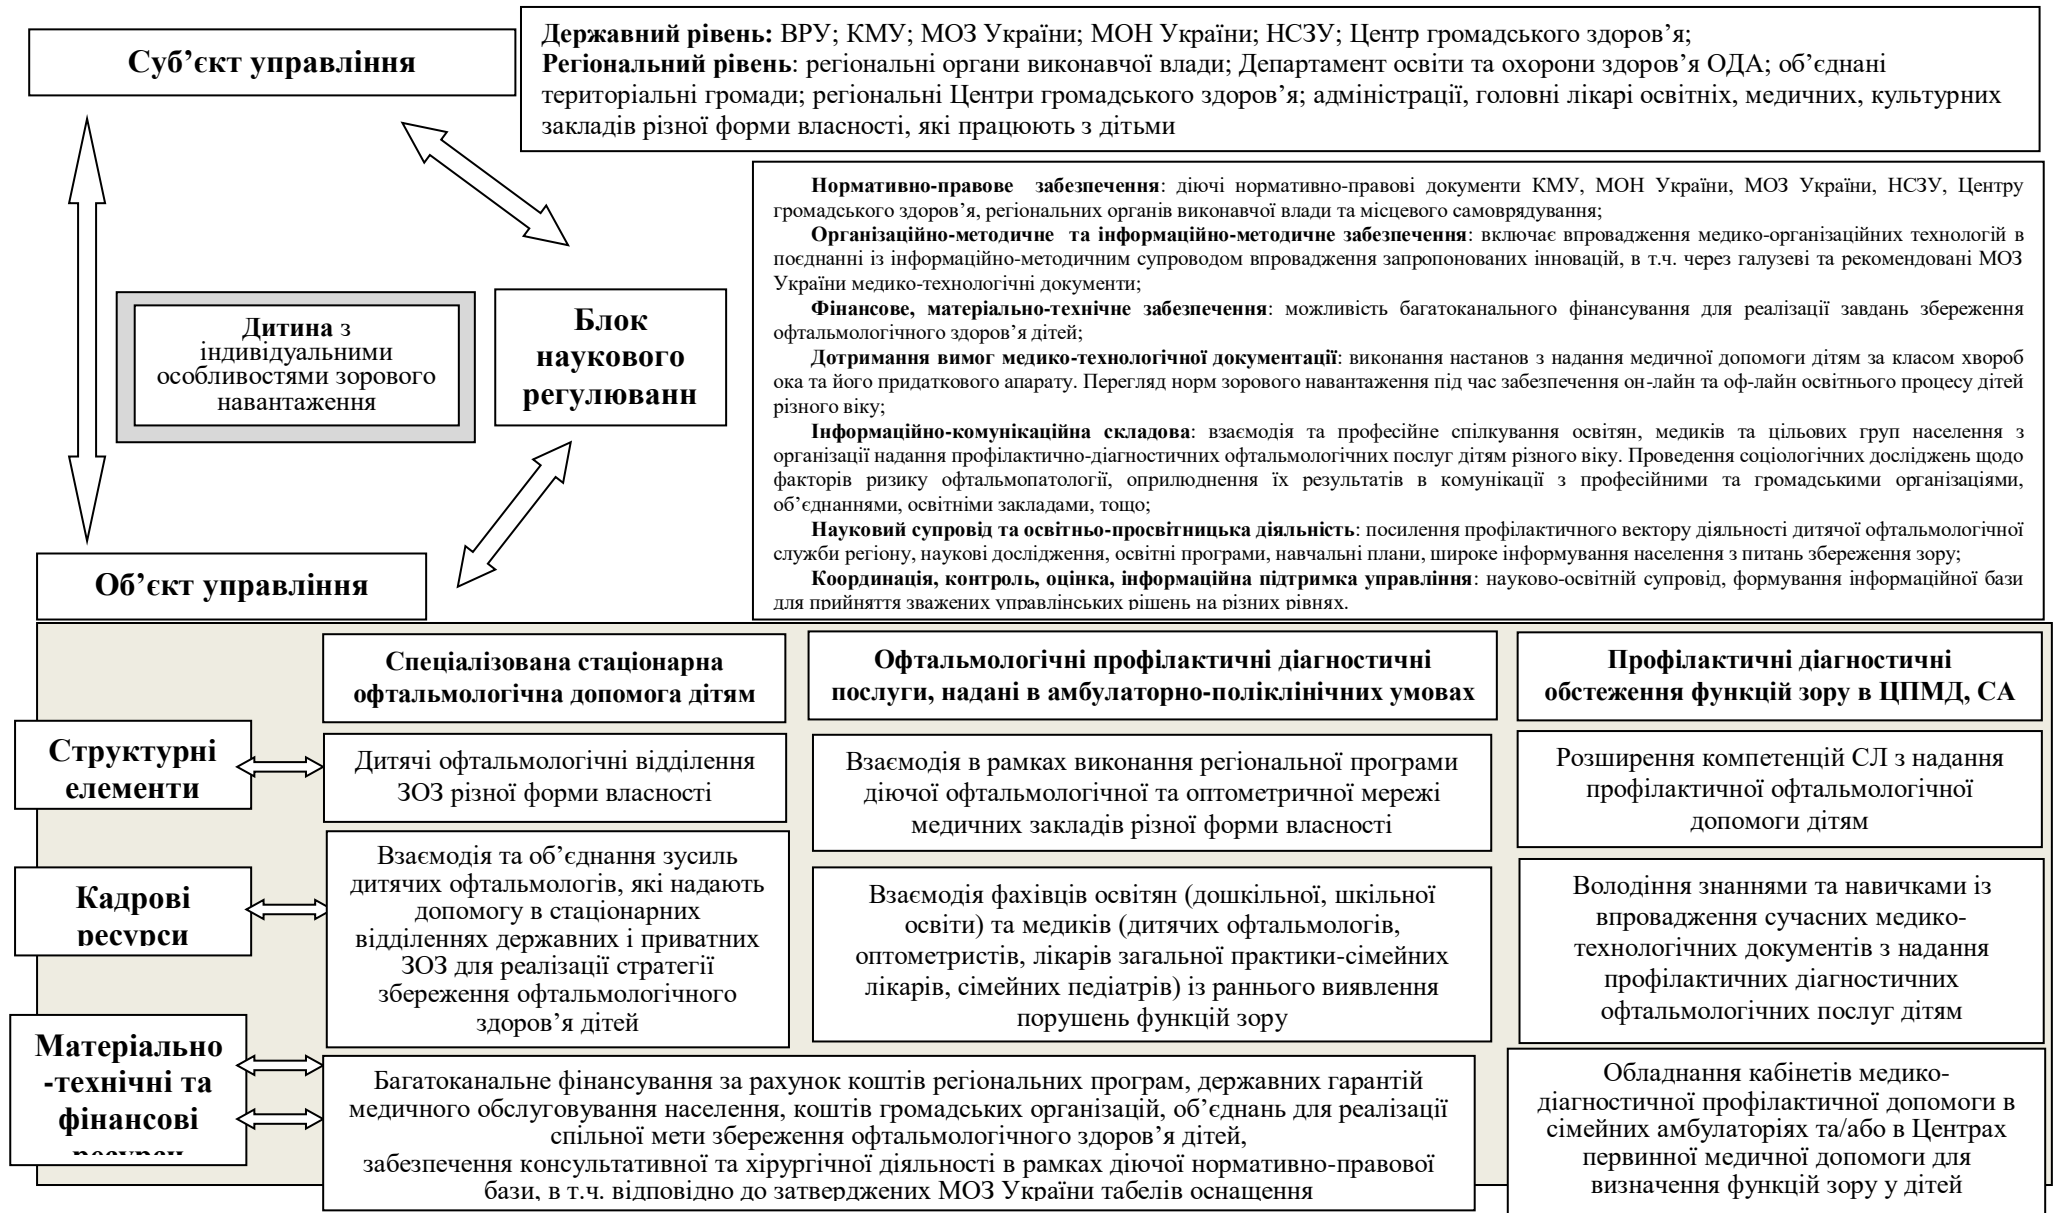 Суб’єкт управління
Державний рівень: ВРУ; КМУ; МОЗ України; МОН України; НСЗУ; Центр громадського здоров’я;
Регіональний рівень: регіональні органи виконавчої влади; Департамент освіти та охорони здоров’я ОДА; об’єднані
територіальні громади; регіональні Центри громадського здоров’я; адміністрації, головні лікарі освітніх, медичних, культурних
закладів різної форми власності, які працюють з дітьми
Нормативно-правове забезпечення: діючі нормативно-правові документи КМУ, МОН України, МОЗ України, НСЗУ, Центру
громадського здоров’я, регіональних органів виконавчої влади та місцевого самоврядування;
Організаційно-методичне та інформаційно-методичне забезпечення: включає впровадження медико-організаційних технологій в
поєднанні із інформаційно-методичним супроводом впровадження запропонованих інновацій, в т.ч. через галузеві та рекомендовані МОЗ
України медико-технологічні документи;
Фінансове, матеріально-технічне забезпечення: можливість багатоканального фінансування для реалізації завдань збереження
офтальмологічного здоров’я дітей;
Дотримання вимог медико-технологічної документації: виконання настанов з надання медичної допомоги дітям за класом хвороб
ока та його придаткового апарату. Перегляд норм зорового навантаження під час забезпечення он-лайн та оф-лайн освітнього процесу дітей
різного віку;
Інформаційно-комунікаційна складова: взаємодія та професійне спілкування освітян, медиків та цільових груп населення з
організації надання профілактично-діагностичних офтальмологічних послуг дітям різного віку. Проведення соціологічних досліджень щодо
факторів ризику офтальмопатології, оприлюднення їх результатів в комунікації з професійними та громадськими організаціями,
об’єднаннями, освітніми закладами, тощо;
Науковий супровід та освітньо-просвітницька діяльність: посилення профілактичного вектору діяльності дитячої офтальмологічної
служби регіону, наукові дослідження, освітні програми, навчальні плани, широке інформування населення з питань збереження зору;
Координація, контроль, оцінка, інформаційна підтримка управління: науково-освітній супровід, формування інформаційної бази
для прийняття зважених управлінських рішень на різних рівнях.
Дитина з
індивідуальними
особливостями зорового
навантаження
Блок
наукового
регулюванн
Об’єкт управління
Спеціалізована стаціонарна
офтальмологічна допомога дітям
Офтальмологічні профілактичні діагностичні
послуги, надані в амбулаторно-поліклінічних умовах
Профілактичні діагностичні
обстеження функцій зору в ЦПМД, СА
Структурні
елементи
Дитячі офтальмологічні відділення
ЗОЗ різної форми власності
Взаємодія в рамках виконання регіональної програми
діючої офтальмологічної та оптометричної мережі
медичних закладів різної форми власності
Розширення компетенцій СЛ з надання
профілактичної офтальмологічної
допомоги дітям
Кадрові
ресурси
Взаємодія та об’єднання зусиль
дитячих офтальмологів, які надають
допомогу в стаціонарних
відділеннях державних і приватних
ЗОЗ для реалізації стратегії
збереження офтальмологічного
здоров’я дітей
Взаємодія фахівців освітян (дошкільної, шкільної
освіти) та медиків (дитячих офтальмологів,
оптометристів, лікарів загальної практики-сімейних
лікарів, сімейних педіатрів) із раннього виявлення
порушень функцій зору
Володіння знаннями та навичками із
впровадження сучасних медико-
технологічних документів з надання
профілактичних діагностичних
офтальмологічних послуг дітям
Матеріально
-технічні та
фінансові
ресурси
Багатоканальне фінансування за рахунок коштів регіональних програм, державних гарантій
медичного обслуговування населення, коштів громадських організацій, об’єднань для реалізації
спільної мети збереження офтальмологічного здоров’я дітей,
забезпечення консультативної та хірургічної діяльності в рамках діючої нормативно-правової
бази, в т.ч. відповідно до затверджених МОЗ України табелів оснащення
Обладнання кабінетів медико-
діагностичної профілактичної допомоги в
сімейних амбулаторіях та/або в Центрах
первинної медичної допомоги для
визначення функцій зору у дітей